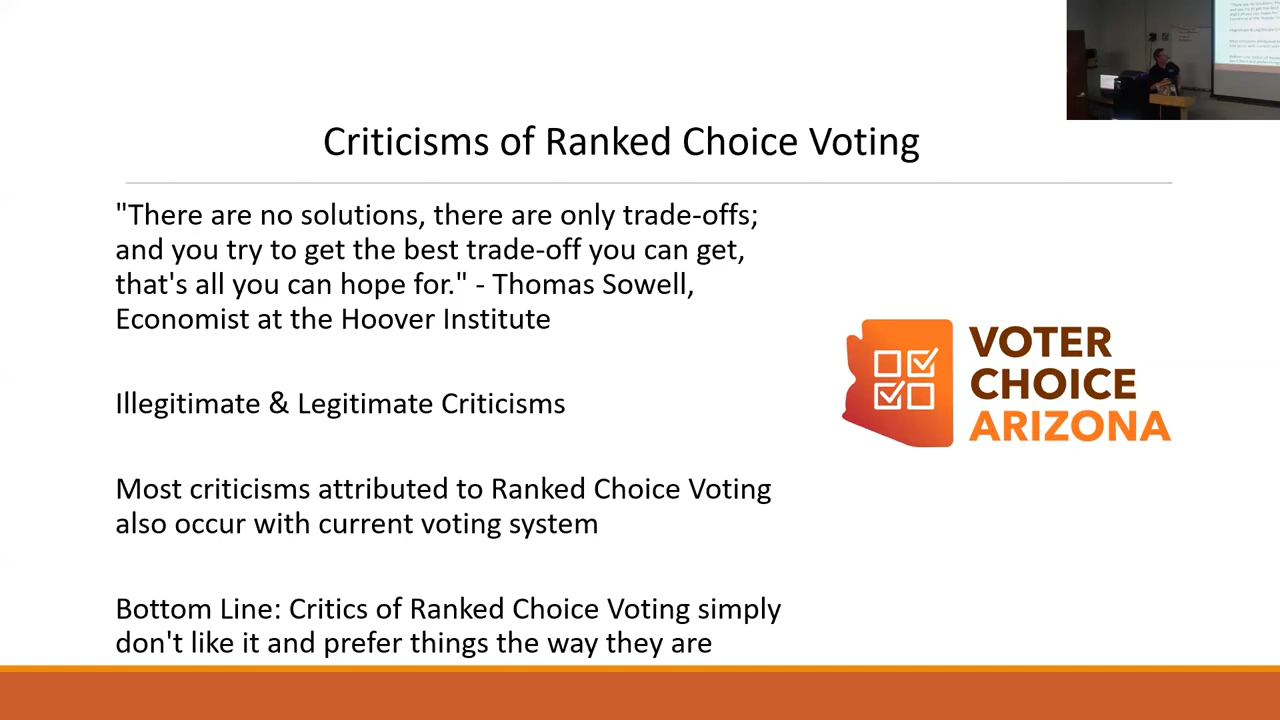 Criticisms of Ranked Choice Voting
"There are no solutions, there are only trade-offs;
and you try to get the best trade-off you can get,
that's all you can hope for." - Thomas Sowell,
Economist at the Hoover Institute
Illegitimate & Legitimate Criticisms
Most criticisms attributed to Ranked Choice Voting
also occur with current voting system
Bottom Line: Critics of Ranked Choice Voting simply
don't like it and prefer things the way they are
VOTER
CHOICE
ARIZONA